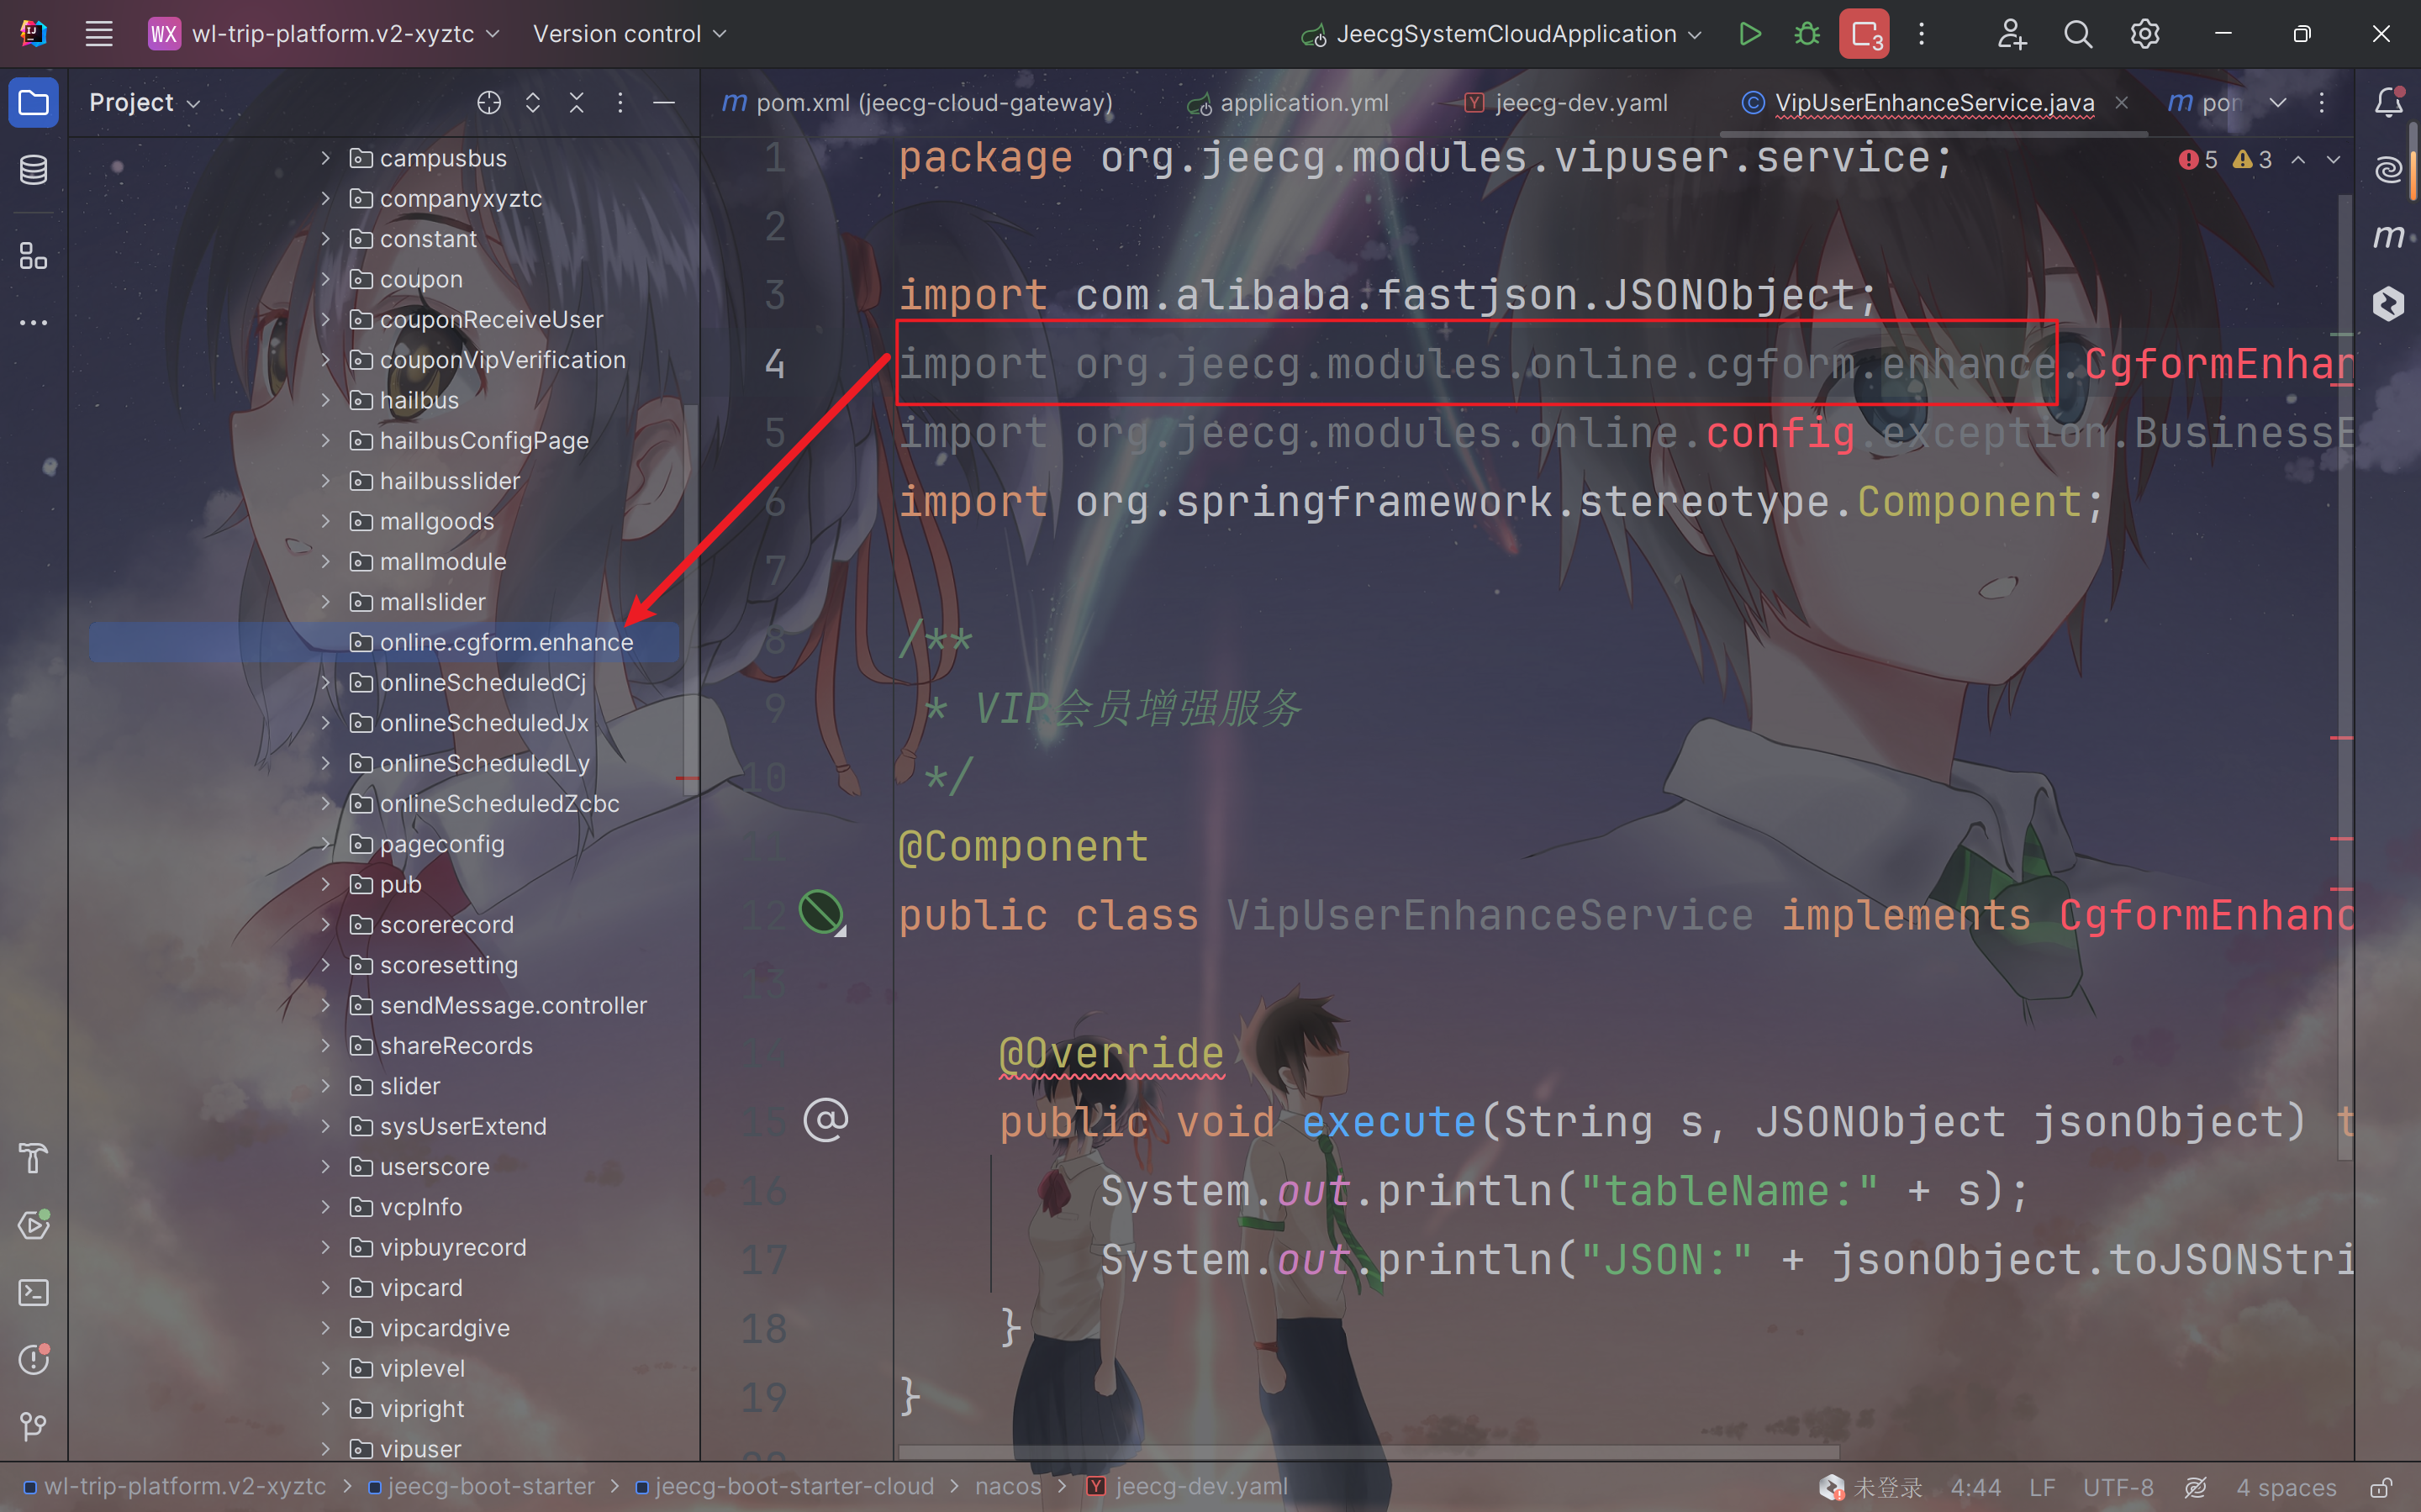 WX wl-trip-platform.v2-xyztc Version control JeecgSystemCloudApplication 3
Project
campusbus
companyxyztc
constant
coupon
couponReceiveUser
couponVipVerification
hailbus
hailbusConfigPage
hailbusslider
mallgoods
mallmodule
mallslider
online.cgform.enhance
onlineScheduledCj
onlineScheduledJx
onlineScheduledLy
onlineScheduledZcbc
pageconfig
pub
scorerecord
scoresetting
sendMessage.controller
shareRecords
slider
sysUserExtend
userscore
vcpInfo
vipbuyrecord
vipcard
vipcardgive
viplevel
vipright
vipuser
m pom.xml (jeecg-cloud-gateway) application.yml Y jeecg-dev.yaml C VipUserEnhanceService.java m pon
5 3
1 package org.jeecg.modules.vipuser.service;
2
3 import com.alibaba.fastjson.JSONObject;
4 import org.jeecg.modules.online.cgform.enhance.CgformEnhan
5 import org.jeecg.modules.online.config.exception.BusinessE
6 import org.springframework.stereotype.Component;
7
8 /**
9 * VIP会员增强服务
10 */
11 @Component
12 public class VipUserEnhanceService implements CgformEnhanc
13
14 @Override
15 public void execute(String s, JSONObject jsonObject) t
16 System.out.println("tableName:" + s);
17 System.out.println("JSON:" + jsonObject.toJSONStri
18 }
19 }
wl-trip-platform.v2-xyztc > jeecg-boot-starter > jeecg-boot-starter-cloud > nacos > Y jeecg-dev.yaml 未登录 4:44 LF UTF-8 4 spaces